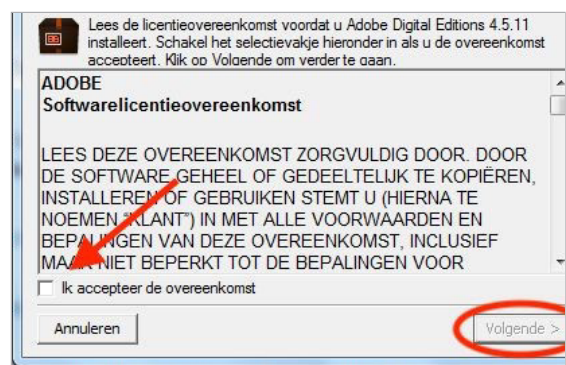 Lees de licentieovereenkomst voordat u Adobe Digital Editions 4.5.11
installeert. Schakel het selectievakje hieronder in als u de overeenkomst
accepteert. Klik op Volgende om verder te gaan.
ADOBE
Softwarelicentieovereenkomst
LEES DEZE OVEREENKOMST ZORGVULDIG DOOR. DOOR
DE SOFTWARE GEHEEL OF GEDEELTELIJK TE KOPIËREN,
INSTALLEREN OF GEBRUIKEN STEMT U (HIERNA TE
NOEMEN “KLANT”) IN MET ALLE VOORWAARDEN EN
BEPALINGEN VAN DEZE OVEREENKOMST, INCLUSIEF
MAAR NIET BEPERKT TOT DE BEPALINGEN VOOR
Ik accepteer de overeenkomst
Annuleren
Volgende >